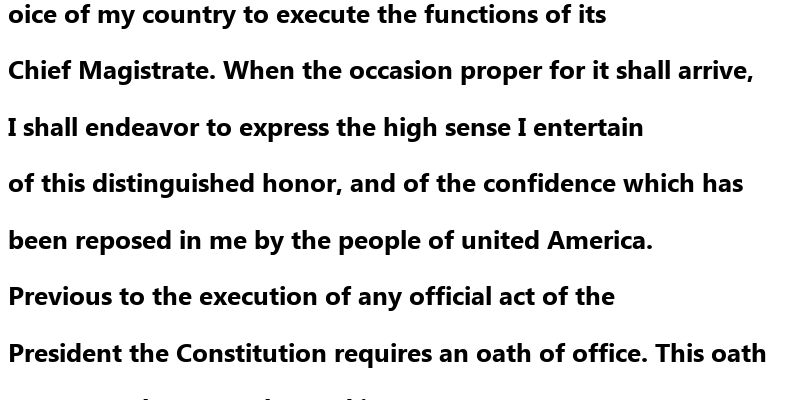 oice of my country to execute the functions of its
Chief Magistrate. When the occasion proper for it shall arrive,
I shall endeavor to express the high sense I entertain
of this distinguished honor, and of the confidence which has
been reposed in me by the people of united America.
Previous to the execution of any official act of the
President the Constitution requires an oath of office. This oath